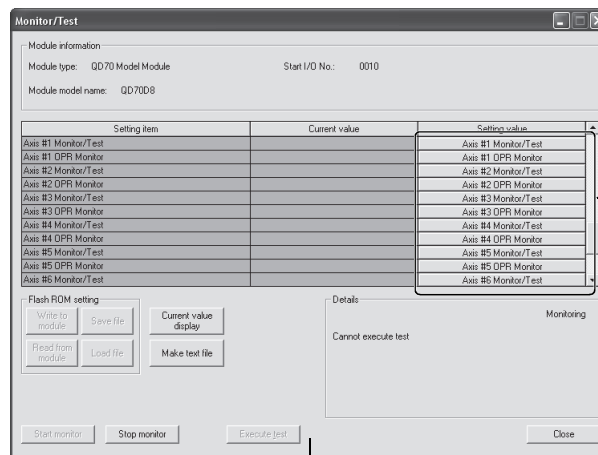 Monitor/Test
Module information
Module type: QD70 Model Module Start I/O No.: 0010
Module model name: QD70D8
Setting item Current value Setting value
Axis #1 Monitor/Test Axis #1 Monitor/Test
Axis #1 OPR Monitor Axis #1 OPR Monitor
Axis #2 Monitor/Test Axis #2 Monitor/Test
Axis #2 OPR Monitor Axis #2 OPR Monitor
Axis #3 Monitor/Test Axis #3 Monitor/Test
Axis #3 OPR Monitor Axis #3 OPR Monitor
Axis #4 Monitor/Test Axis #4 Monitor/Test
Axis #4 OPR Monitor Axis #4 OPR Monitor
Axis #5 Monitor/Test Axis #5 Monitor/Test
Axis #5 OPR Monitor Axis #5 OPR Monitor
Axis #6 Monitor/Test Axis #6 Monitor/Test
Flash ROM setting
Write to module
Save file
Current value display
Read from module
Load file
Make text file
Details
Monitoring
Cannot execute test
Start monitor
Stop monitor
Execute test
Close